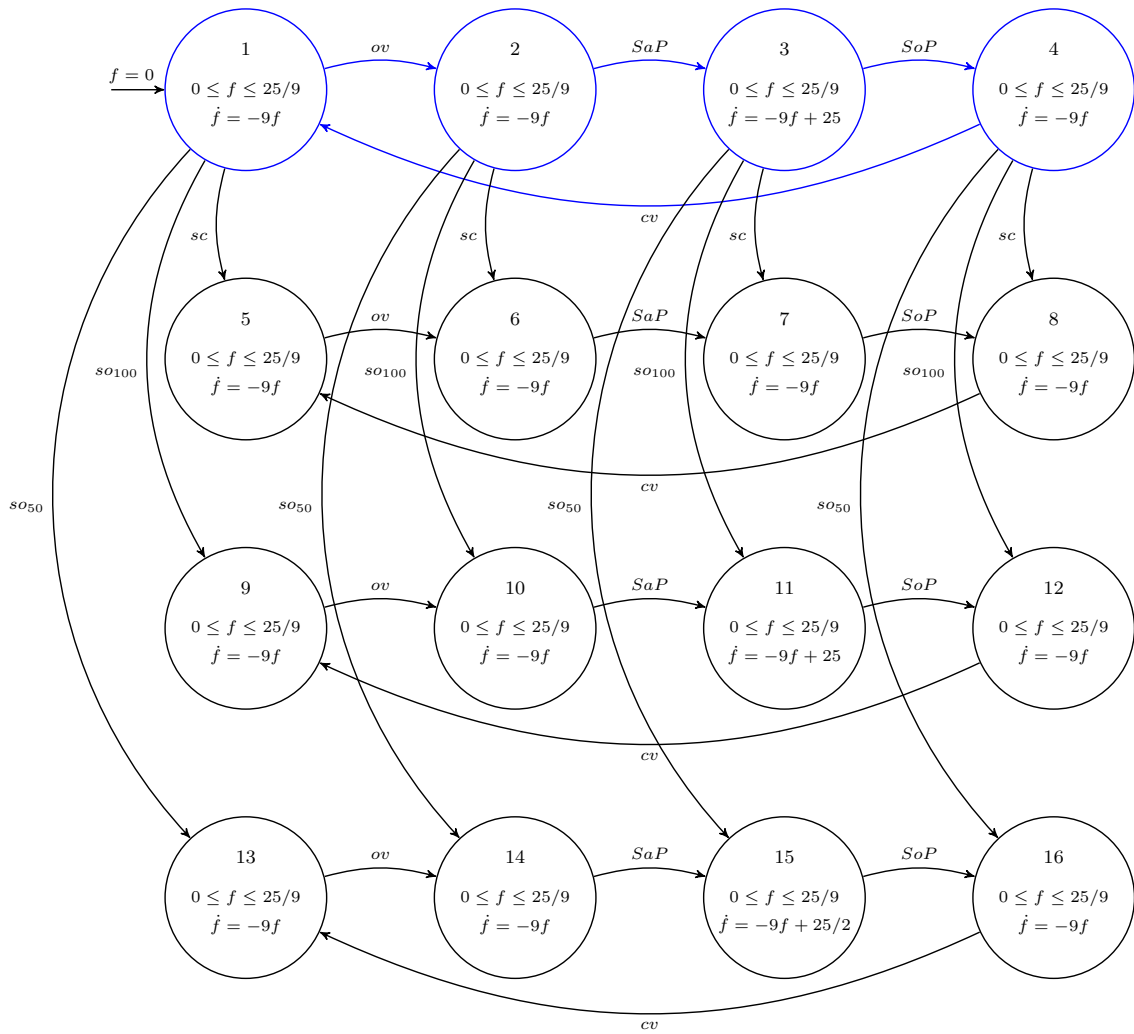 1
2
3
4
ov
SaP
SoP
f = 0
0 ≤ f ≤ 25/9
ḟ = −9f
0 ≤ f ≤ 25/9
ḟ = −9f
0 ≤ f ≤ 25/9
ḟ = −9f + 25
0 ≤ f ≤ 25/9
ḟ = −9f
cv
sc
sc
sc
sc
5
6
7
8
ov
SaP
SoP
0 ≤ f ≤ 25/9
ḟ = −9f
0 ≤ f ≤ 25/9
ḟ = −9f
0 ≤ f ≤ 25/9
ḟ = −9f
0 ≤ f ≤ 25/9
ḟ = −9f
so₁₀₀
so₁₀₀
so₁₀₀
so₁₀₀
cv
so₅₀
so₅₀
so₅₀
so₅₀
9
10
11
12
ov
SaP
SoP
0 ≤ f ≤ 25/9
ḟ = −9f
0 ≤ f ≤ 25/9
ḟ = −9f
0 ≤ f ≤ 25/9
ḟ = −9f + 25
0 ≤ f ≤ 25/9
ḟ = −9f
cv
13
14
15
16
ov
SaP
SoP
0 ≤ f ≤ 25/9
ḟ = −9f
0 ≤ f ≤ 25/9
ḟ = −9f
0 ≤ f ≤ 25/9
ḟ = −9f + 25/2
0 ≤ f ≤ 25/9
ḟ = −9f
cv